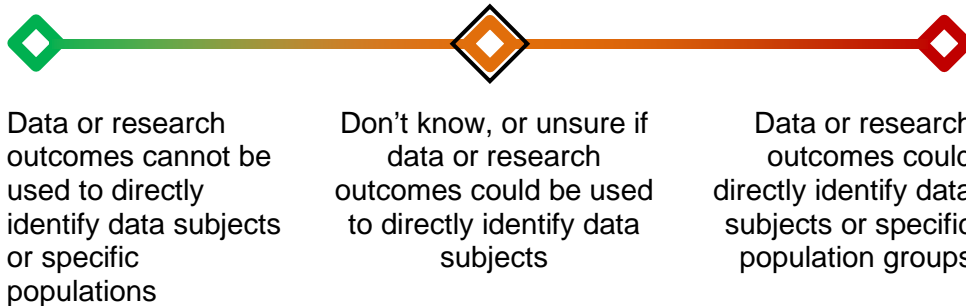 Data or research
outcomes cannot be
used to directly
identify data subjects
or specific
populations
Don’t know, or unsure if
data or research
outcomes could be used
to directly identify data
subjects
Data or research
outcomes could
directly identify data
subjects or specific
population groups